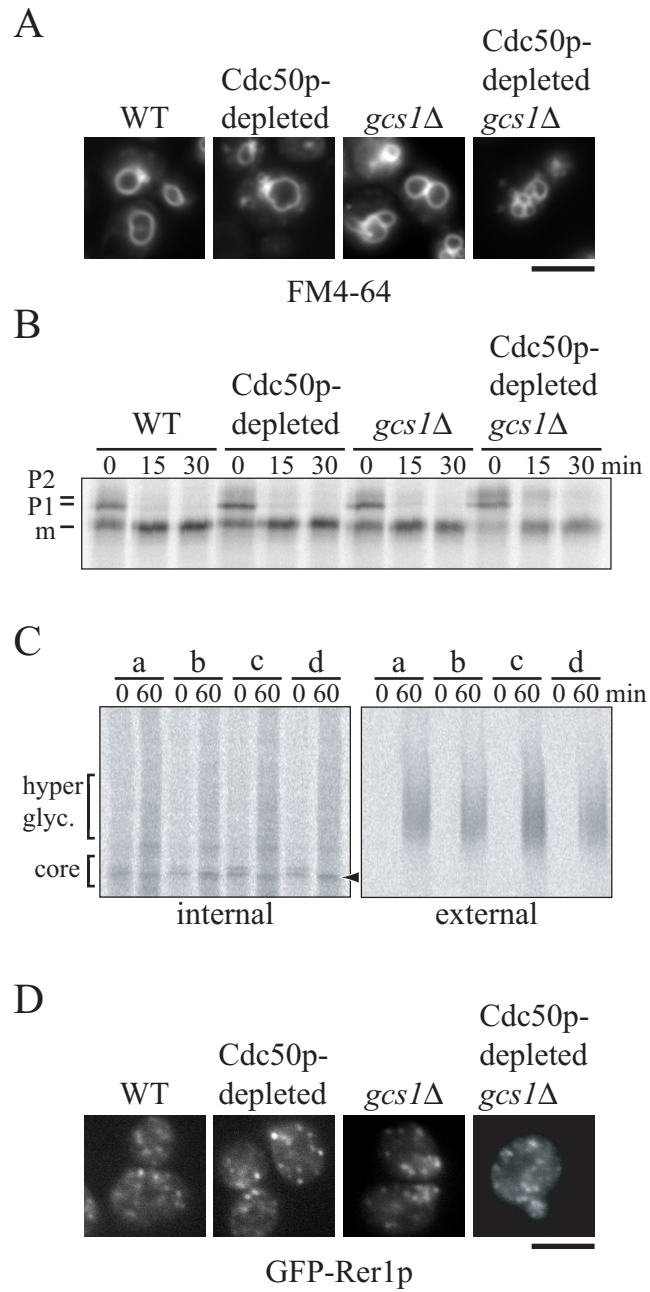 A
WT
Cdc50p-
depleted
gcs1Δ
Cdc50p-
depleted
gcs1Δ
FM4-64
B
WT
Cdc50p-
depleted
gcs1Δ
Cdc50p-
depleted
gcs1Δ
0 15 30 0 15 30 0 15 30 0 15 30 min
P2
P1
m
C
a b c d a b c d
0 60 0 60 0 60 0 60 0 60 0 60 0 60 0 60 min
hyper
glyc.
core
internal external
D
WT
Cdc50p-
depleted
gcs1Δ
Cdc50p-
depleted
gcs1Δ
GFP-Rer1p